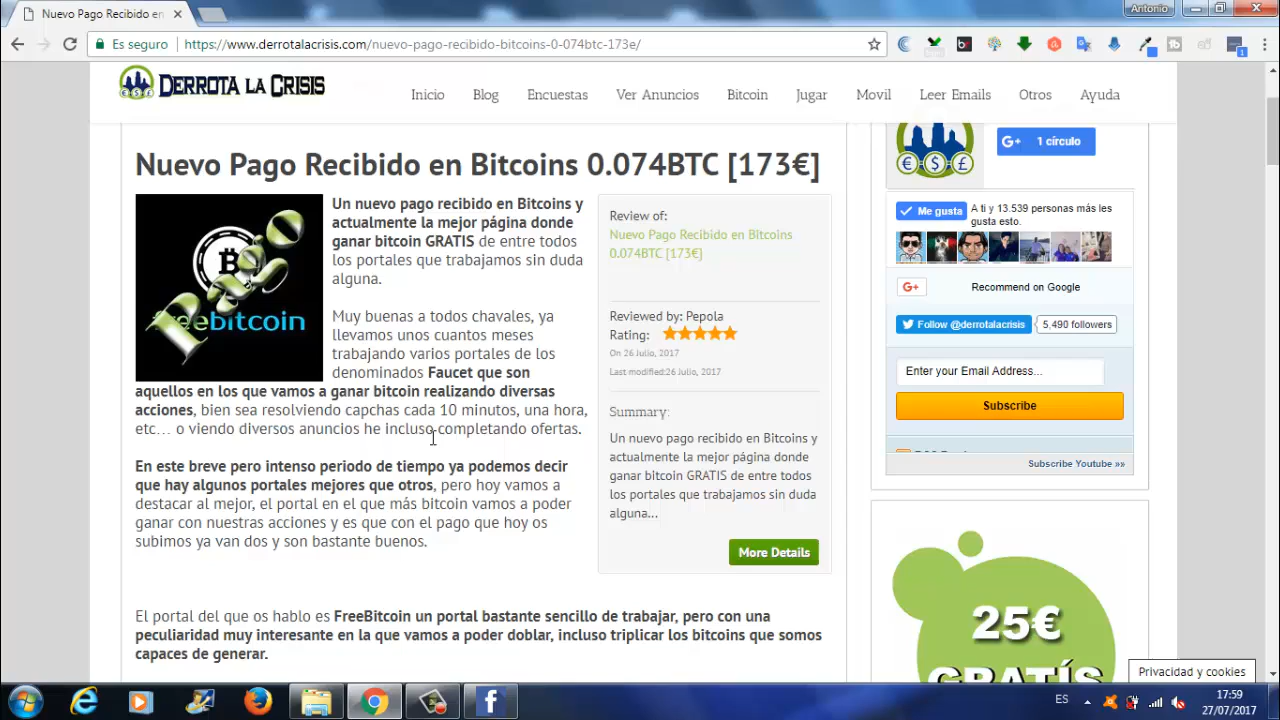 Nuevo Pago Recibido en
Antonio
Es seguro
https://www.derrotalacrisis.com/nuevo-pago-recibido-bitcoins-0-074btc-173e/
1
DERROTA LA CRISIS
Inicio
Blog
Encuestas
Ver Anuncios
Bitcoin
Jugar
Movil
Leer Emails
Otros
Ayuda
Nuevo Pago Recibido en Bitcoins 0.074BTC [173€]
Pago
freebitcoin
Un nuevo pago recibido en Bitcoins y
actualmente la mejor página donde
ganar bitcoin GRATIS de entre todos
los portales que trabajamos sin duda
alguna.
Muy buenas a todos chavales, ya
llevamos unos cuantos meses
trabajando varios portales de los
denominados Faucet que son
aquellos en los que vamos a ganar bitcoin realizando diversas
acciones, bien sea resolviendo capchas cada 10 minutos, una hora,
etc… o viendo diversos anuncios he incluso completando ofertas.
En este breve pero intenso periodo de tiempo ya podemos decir
que hay algunos portales mejores que otros, pero hoy vamos a
destacar al mejor, el portal en el que más bitcoin vamos a poder
ganar con nuestras acciones y es que con el pago que hoy os
subimos ya van dos y son bastante buenos.
Review of:
Nuevo Pago Recibido en Bitcoins
0.074BTC [173€]
Reviewed by: Pepola
Rating:
On 26 Julio, 2017
Last modified:26 Julio, 2017
Summary:
Un nuevo pago recibido en Bitcoins y
actualmente la mejor página donde
ganar bitcoin GRATIS de entre todos
los portales que trabajamos sin duda
alguna...
More Details
El portal del que os hablo es FreeBitcoin un portal bastante sencillo de trabajar, pero con una
peculiaridad muy interesante en la que vamos a poder doblar, incluso triplicar los bitcoins que somos
capaces de generar.
€ $ £
G+ 1 círculo
Me gusta
A ti y 13.539 personas más les
gusta esto.
G+ Recommend on Google
Follow @derrotalacrisis
5,490 followers
Enter your Email Address...
Subscribe
Subscribe Youtube »»
25€
GRATÍS
Privacidad y cookies
ES
17:59
27/07/2017